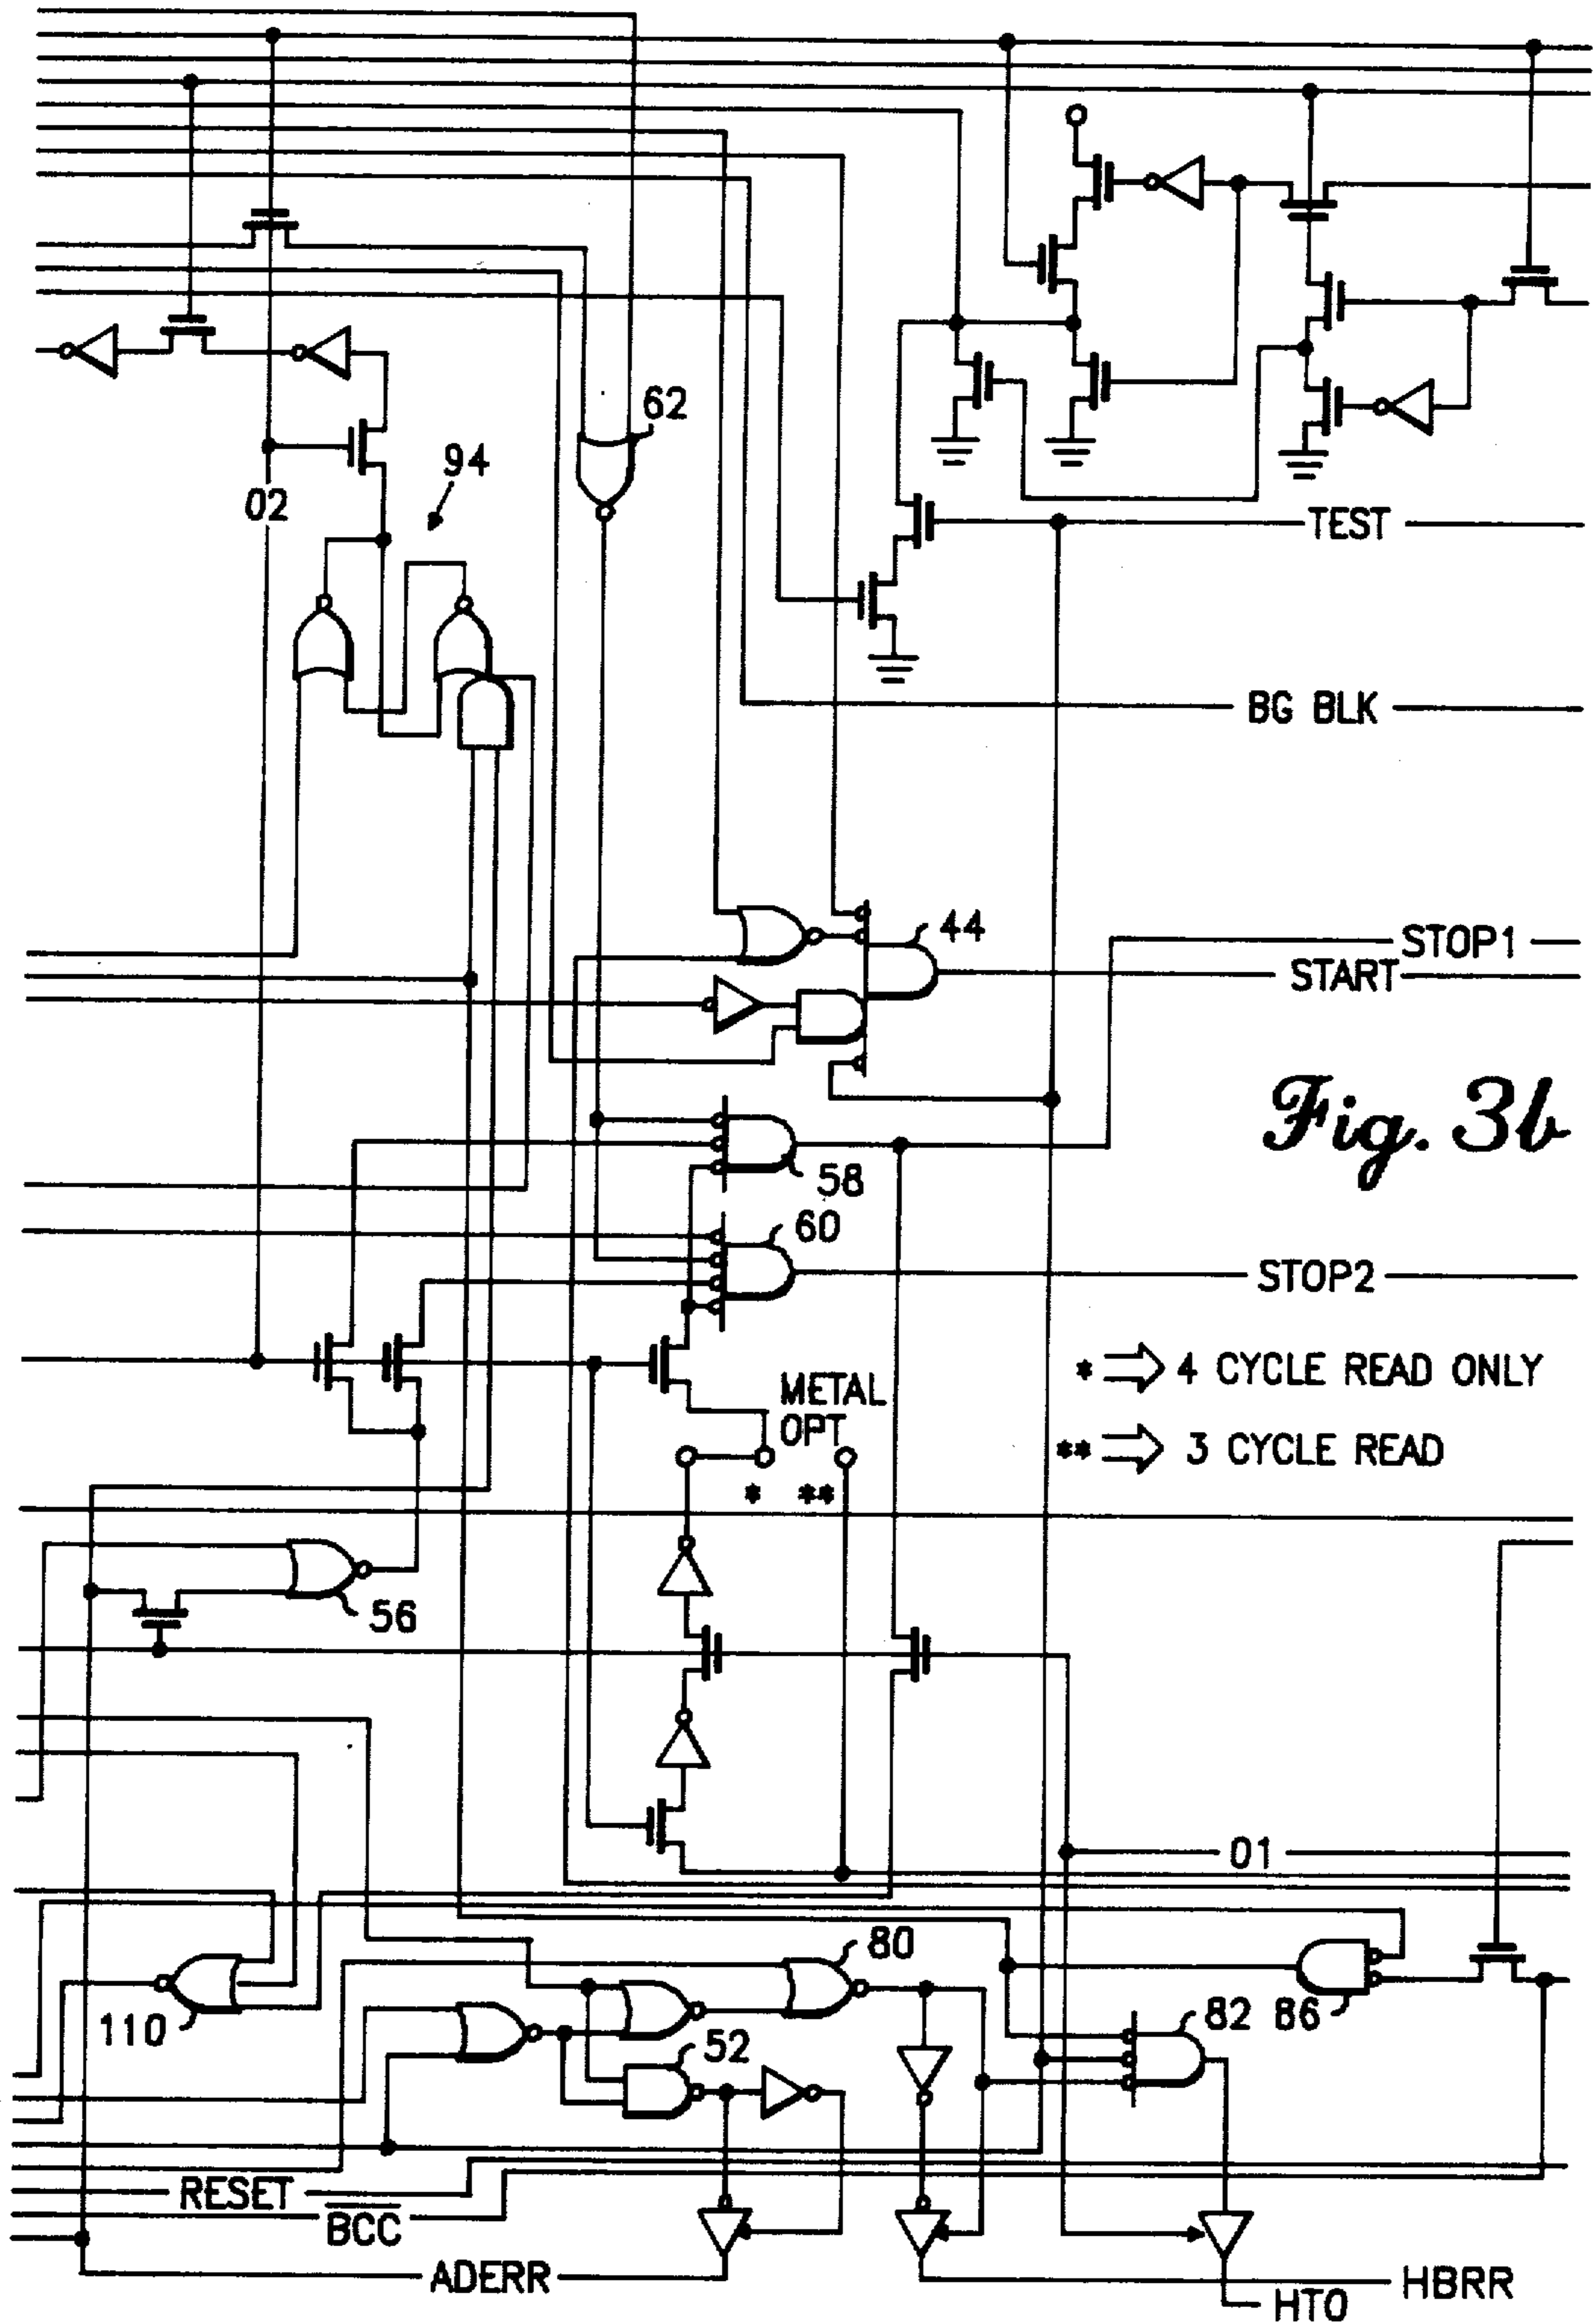 62
94
02
TEST
BG BLK
44
STOP1
START
Fig. 3b
58
60
STOP2
* ⇒ 4 CYCLE READ ONLY
METAL
OPT
** ⇒ 3 CYCLE READ
* **
56
01
80
110
82 86
52
RESET
BCC
ADERR
HBRR
HTO